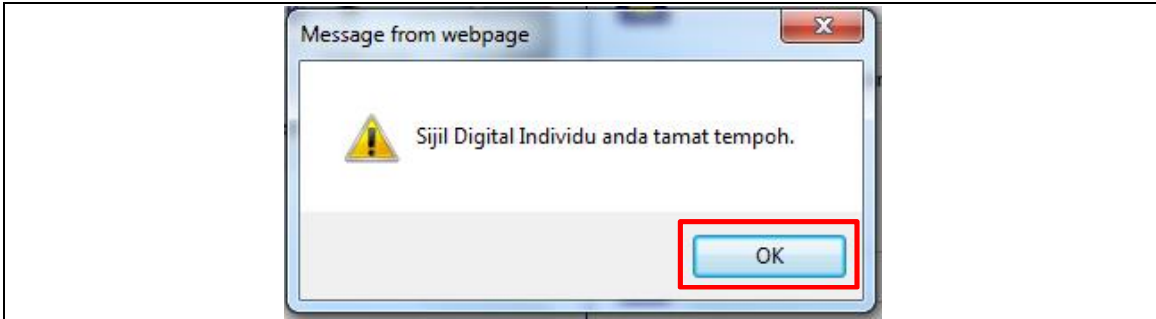 Message from webpage
Sijil Digital Individu anda tamat tempoh.
OK